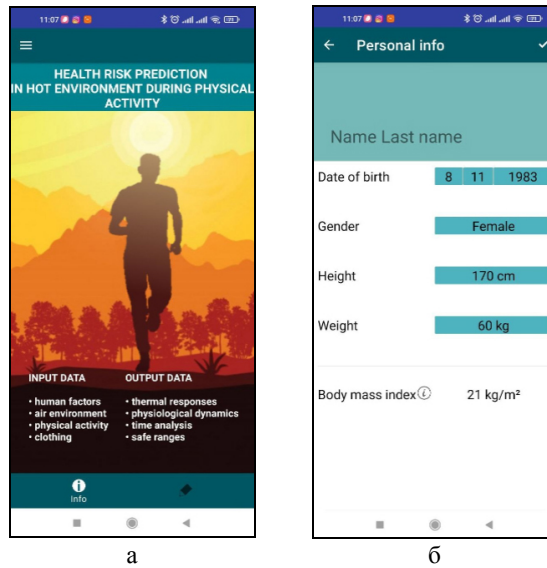 11:07
HEALTH RISK PREDICTION
IN HOT ENVIRONMENT DURING PHYSICAL
ACTIVITY
INPUT DATA
• human factors
• air environment
• physical activity
• clothing
OUTPUT DATA
• thermal responses
• physiological dynamics
• time analysis
• safe ranges
Info
а
11:07
Personal info
Name Last name
Date of birth 8 11 1983
Gender Female
Height 170 cm
Weight 60 kg
Body mass index 21 kg/m²
б